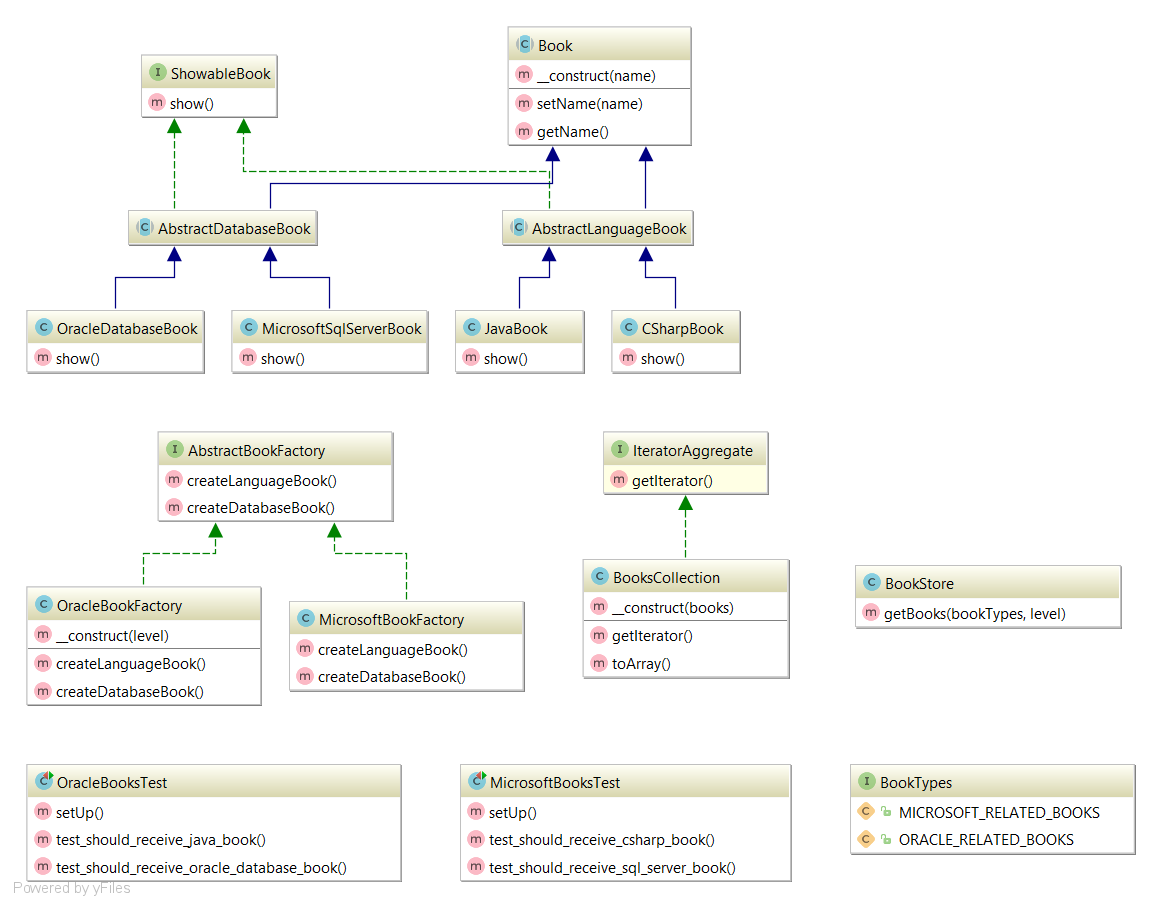 I ShowableBook
m show()
C Book
m __construct(name)
m setName(name)
m getName()
C AbstractDatabaseBook
C AbstractLanguageBook
C OracleDatabaseBook
m show()
C MicrosoftSqlServerBook
m show()
C JavaBook
m show()
C CSharpBook
m show()
I AbstractBookFactory
m createLanguageBook()
m createDatabaseBook()
I IteratorAggregate
m getIterator()
C OracleBookFactory
m __construct(level)
m createLanguageBook()
m createDatabaseBook()
C MicrosoftBookFactory
m createLanguageBook()
m createDatabaseBook()
C BooksCollection
m __construct(books)
m getIterator()
m toArray()
C BookStore
m getBooks(bookTypes, level)
C OracleBooksTest
m setUp()
m test_should_receive_java_book()
m test_should_receive_oracle_database_book()
C MicrosoftBooksTest
m setUp()
m test_should_receive_csharp_book()
m test_should_receive_sql_server_book()
I BookTypes
C MICROSOFT_RELATED_BOOKS
C ORACLE_RELATED_BOOKS
Powered by yFiles